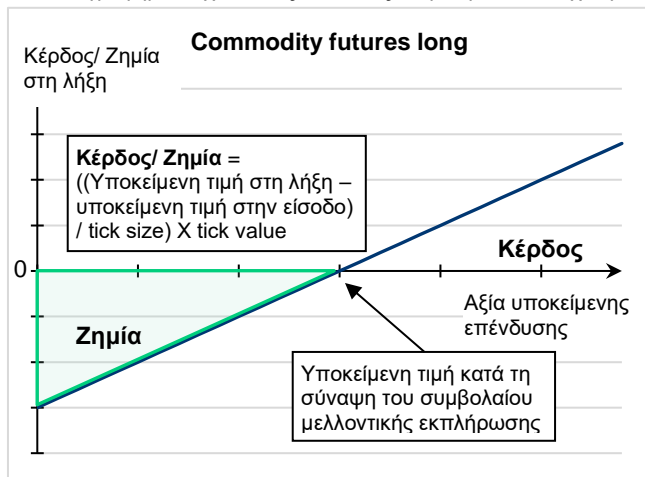 Commodity futures long
Κέρδος/ Ζημία
στη λήξη
Κέρδος/ Ζημία =
((Υποκείμενη τιμή στη λήξη –
υποκείμενη τιμή στην είσοδο)
/ tick size) X tick value
0
Κέρδος
Αξία υποκείμενης
επένδυσης
Ζημία
Υποκείμενη τιμή κατά τη
σύναψη του συμβολαίου
μελλοντικής εκπλήρωσης